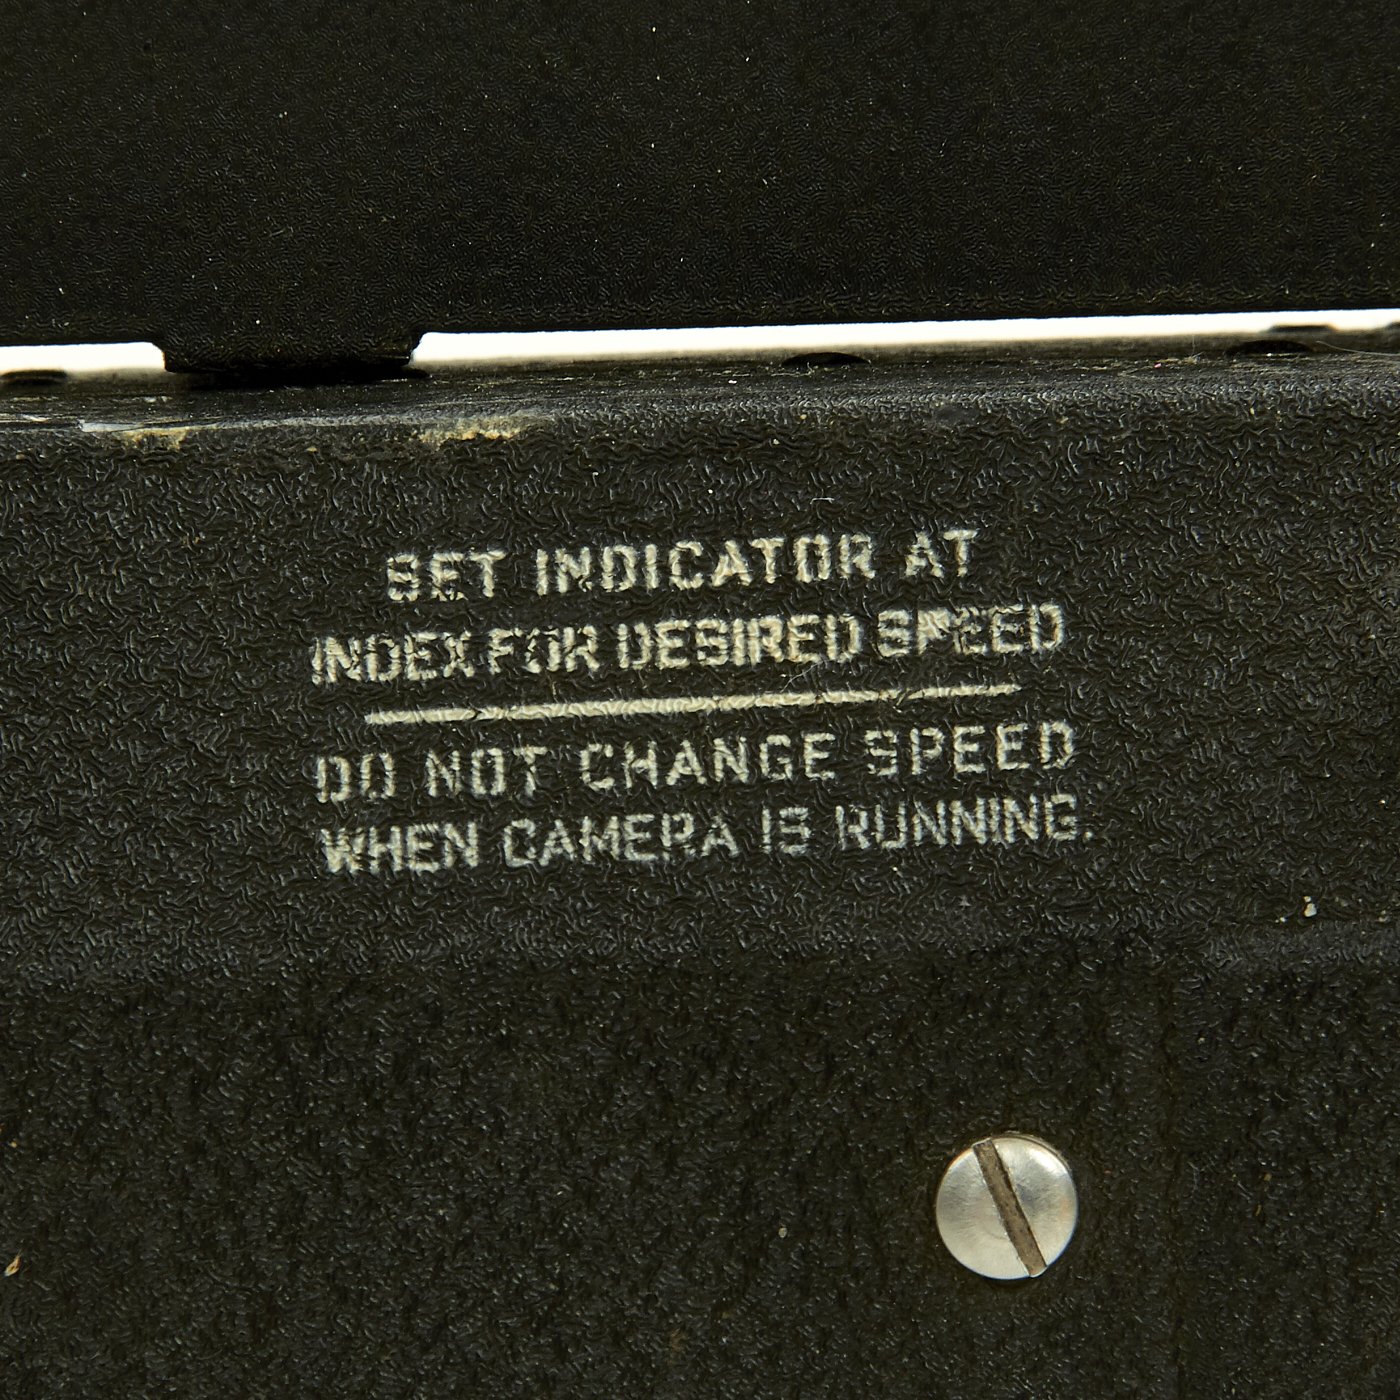 SET INDICATOR AT
INDEX FOR DESIRED SPEED
DO NOT CHANGE SPEED
WHEN CAMERA IS RUNNING.